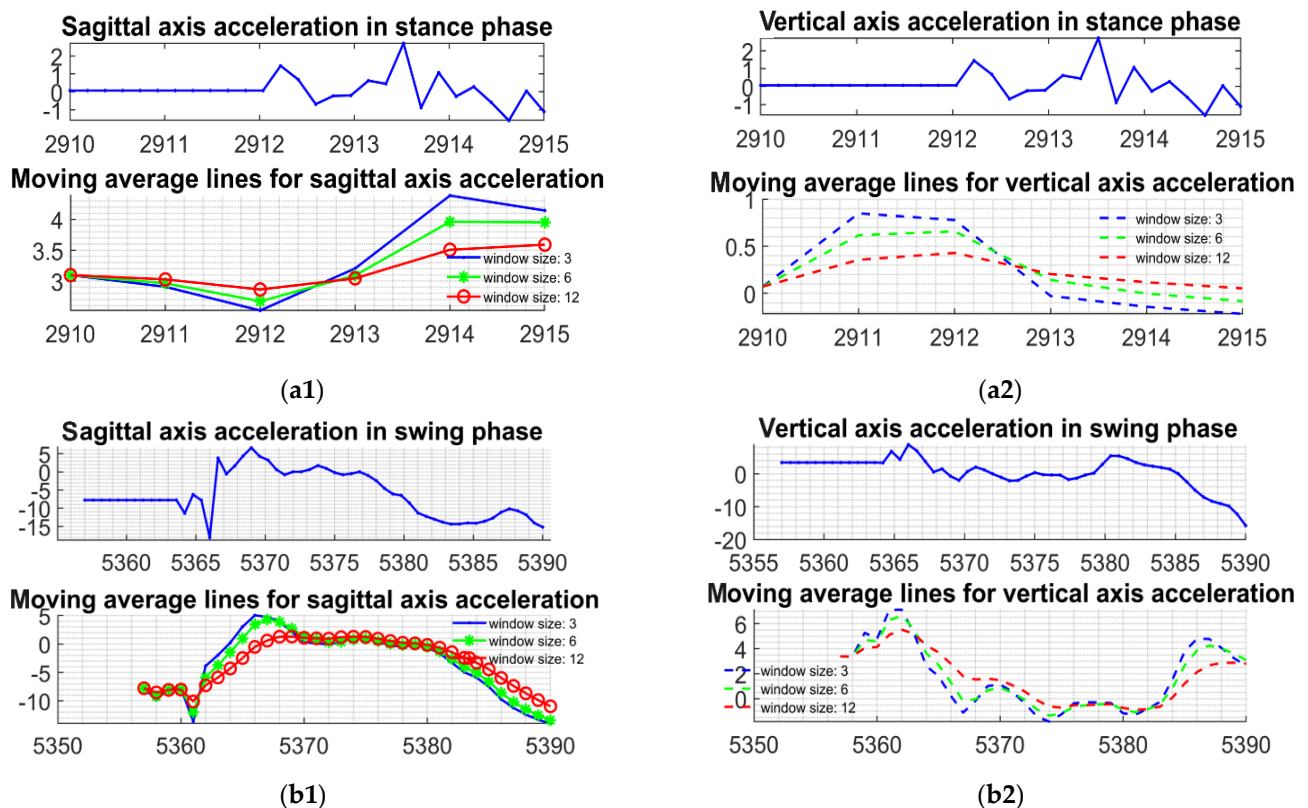 Sagittal axis acceleration in stance phase
2
1
0
-1
2910 2911 2912 2913 2914 2915
Moving average lines for sagittal axis acceleration
4
3.5
3
window size: 3
window size: 6
window size: 12
2910 2911 2912 2913 2914 2915
(a1)
Vertical axis acceleration in stance phase
2
1
0
-1
2910 2911 2912 2913 2914 2915
Moving average lines for vertical axis acceleration
1
0.5
0
window size: 3
window size: 6
window size: 12
2910 2911 2912 2913 2914 2915
(a2)
Sagittal axis acceleration in swing phase
5
0
-5
-10
-15
5360 5365 5370 5375 5380 5385 5390
Moving average lines for sagittal axis acceleration
5
0
-5
-10
window size: 3
window size: 6
window size: 12
5350 5360 5370 5380 5390
(b1)
Vertical axis acceleration in swing phase
0
-10
-20
5355 5360 5365 5370 5375 5380 5385 5390
Moving average lines for vertical axis acceleration
6
4
2
0
window size: 3
window size: 6
window size: 12
5350 5360 5370 5380 5390
(b2)